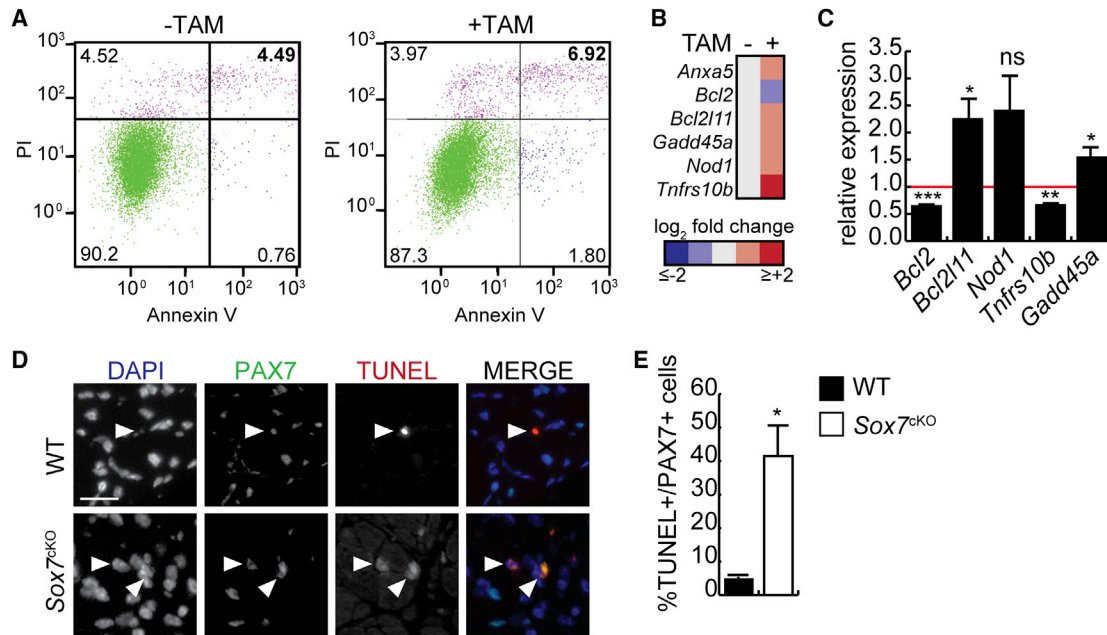 A
-TAM
+TAM
10³
10²
10¹
10⁰
PI
4.52
4.49
90.2
0.76
10⁰ 10¹ 10² 10³
Annexin V
10³
10²
10¹
10⁰
PI
3.97
6.92
87.3
1.80
10⁰ 10¹ 10² 10³
Annexin V
B
TAM - +
Anxa5
Bcl2
Bcl2l11
Gadd45a
Nod1
Tnfrs10b
log₂ fold change
≤-2 ≥+2
C
relative expression
3.5
3.0
2.5
2.0
1.5
1.0
0.5
0.0
***
*
ns
**
*
Bcl2
Bcl2l11
Nod1
Tnfrs10b
Gadd45a
D
DAPI PAX7 TUNEL MERGE
WT
Sox7cKO
E
%TUNEL+/PAX7+ cells
60
50
40
30
20
10
0
*
WT
Sox7cKO